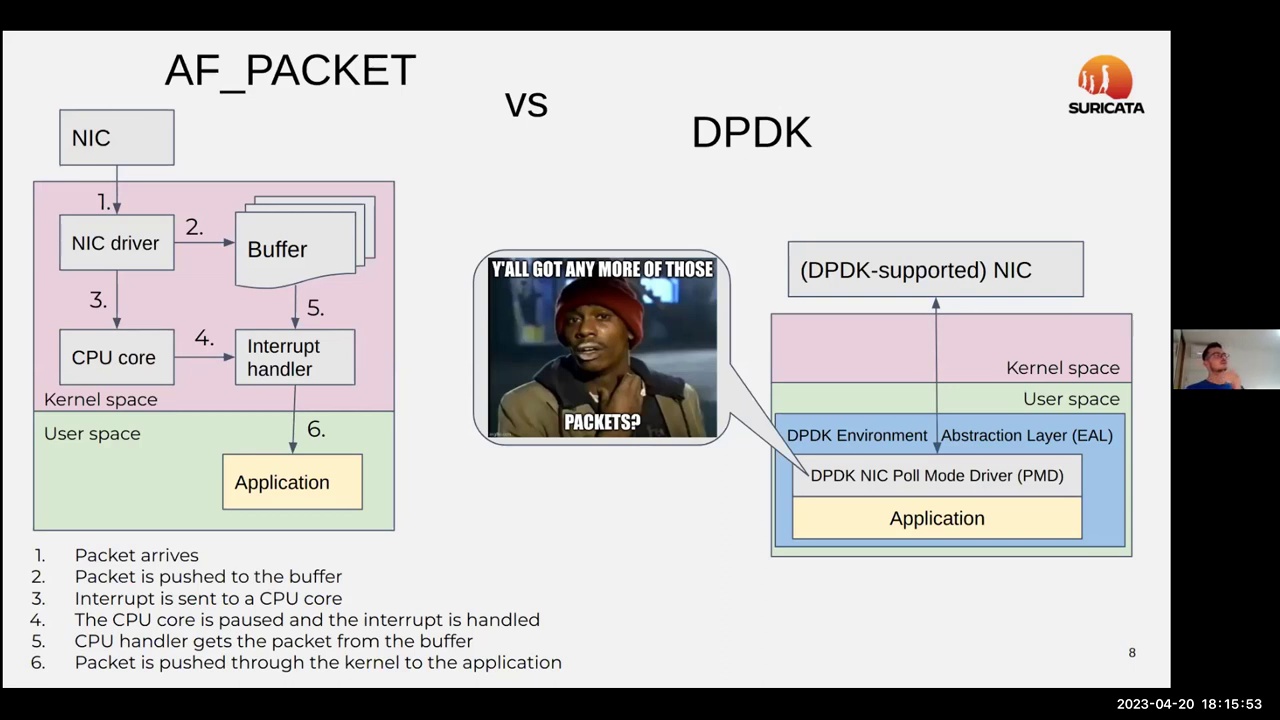 AF_PACKET
vs
DPDK
SURICATA
NIC
1.
NIC driver
2.
Buffer
3.
5.
CPU core
4.
Interrupt
handler
Kernel space
User space
6.
Application
Y'ALL GOT ANY MORE OF THOSE
PACKETS?
(DPDK-supported) NIC
Kernel space
User space
DPDK Environment Abstraction Layer (EAL)
DPDK NIC Poll Mode Driver (PMD)
Application
1. Packet arrives
2. Packet is pushed to the buffer
3. Interrupt is sent to a CPU core
4. The CPU core is paused and the interrupt is handled
5. CPU handler gets the packet from the buffer
6. Packet is pushed through the kernel to the application
8
2023-04-20 18:15:53